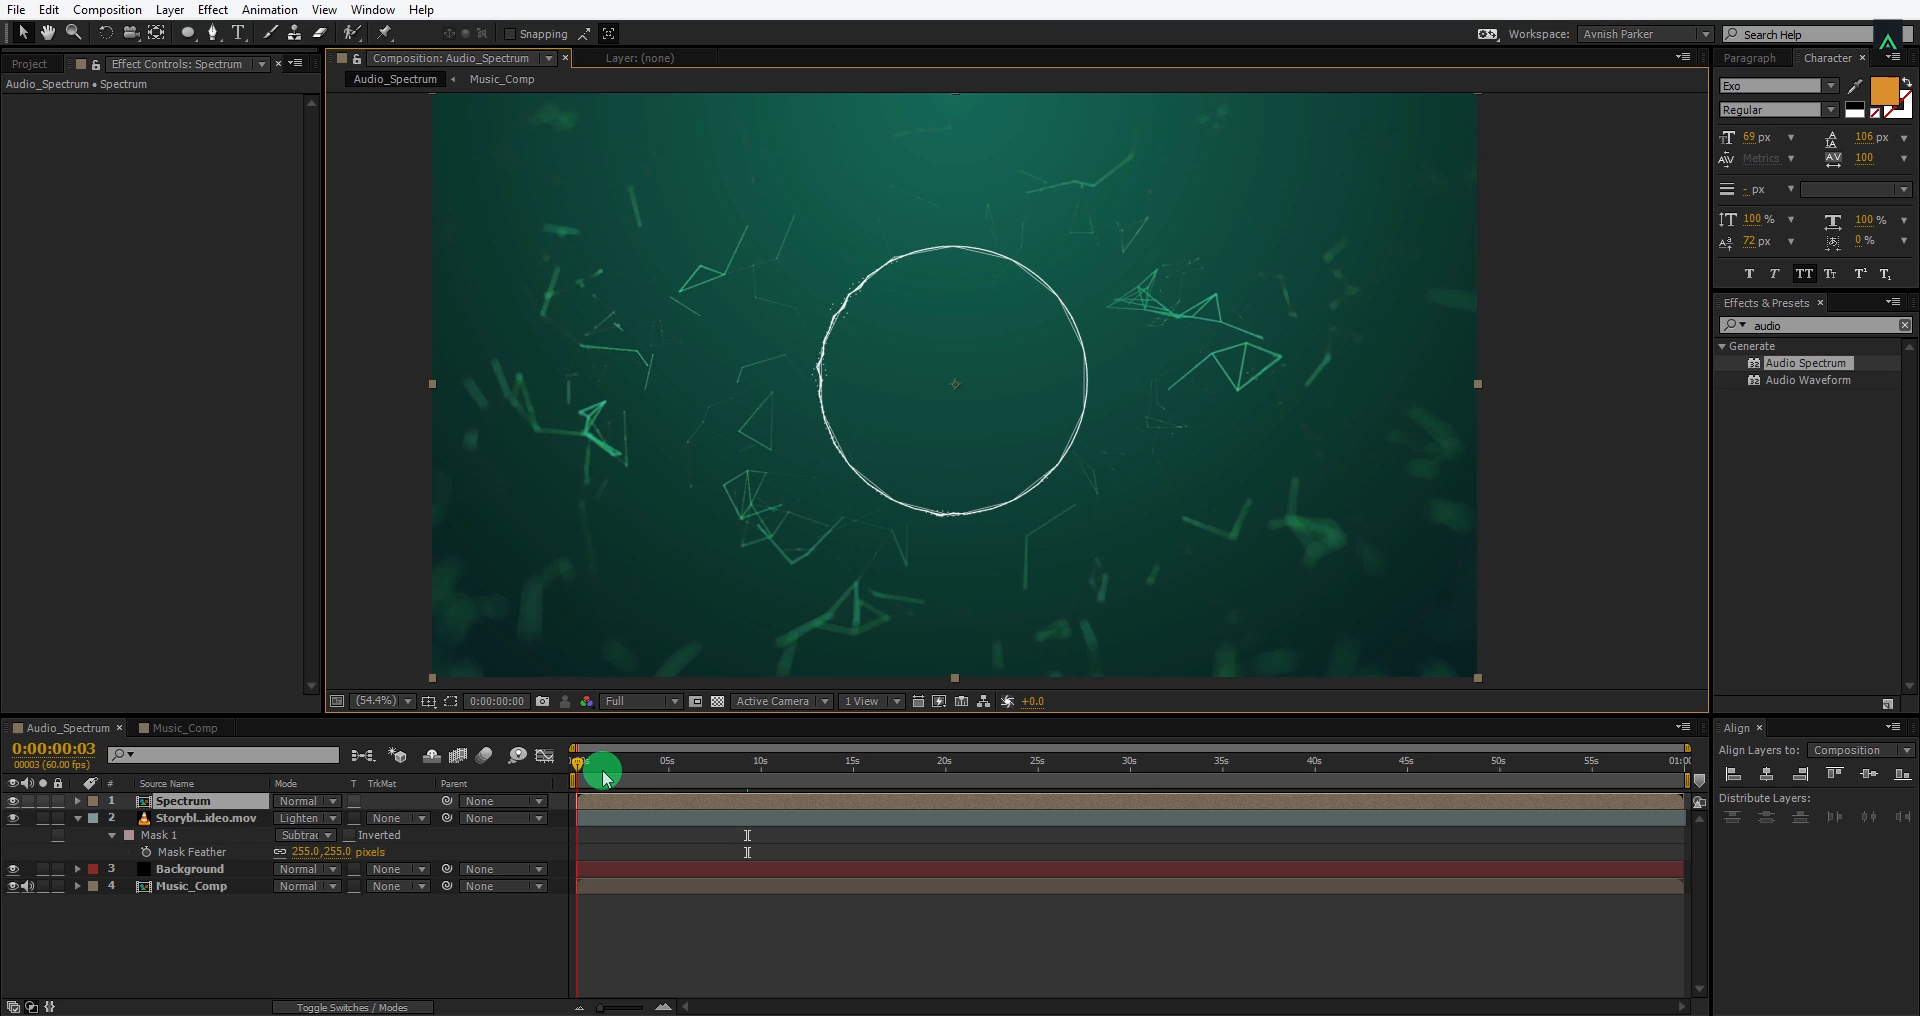 File Edit Composition Layer Effect Animation View Window Help
Snapping
Workspace: Avnish Parker
Search Help
Project
Effect Controls: Spectrum
Audio_Spectrum • Spectrum
Composition: Audio_Spectrum
Layer: (none)
Audio_Spectrum
Music_Comp
Paragraph
Character
Exo
Regular
69 px
106 px
Metrics
100
- px
100 %
100 %
72 px
0 %
Effects & Presets
audio
Generate
Audio Spectrum
Audio Waveform
(54.4%)
0:00:00:00
Full
Active Camera
1 View
+0.0
Audio_Spectrum
Music_Comp
0:00:00:03
00003 (60.00 fps)
05s 10s 15s 20s 25s 30s 35s 40s 45s 50s 55s
# Source Name Mode T TrkMat Parent
1 Spectrum Normal None
2 Storybl...ideo.mov Lighten None None
Mask 1 Subtrac Inverted
Mask Feather 255.0,255.0 pixels
3 Background Normal None None
4 Music_Comp Normal None None
Toggle Switches / Modes
Align
Align Layers to: Composition
Distribute Layers: